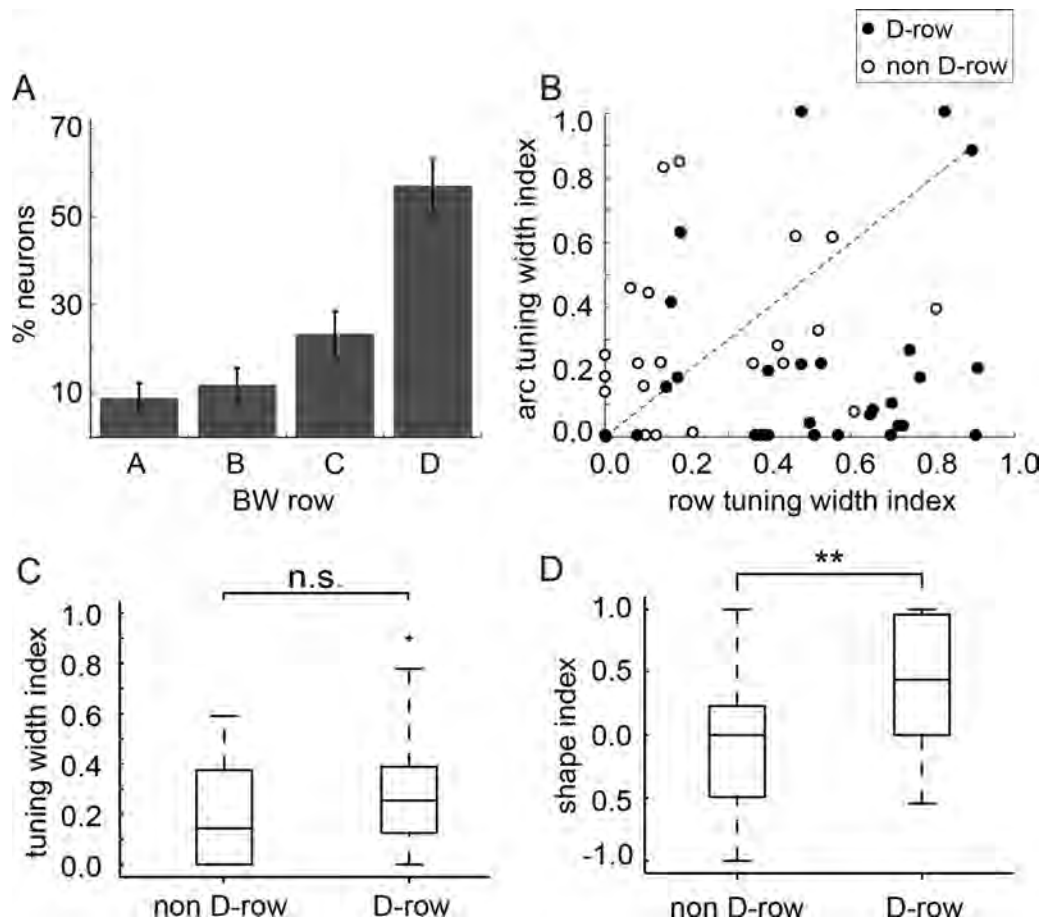 D-row
non D-row
A
70
50
30
10
% neurons
A B C D
BW row
B
1.0
0.8
0.6
0.4
0.2
0.0
arc tuning width index
0.0 0.2 0.4 0.6 0.8 1.0
row tuning width index
C
n.s.
1.0
0.8
0.6
0.4
0.2
0.0
tuning width index
non D-row D-row
D
**
1.0
0.5
0.0
0.5
-1.0
shape index
non D-row D-row